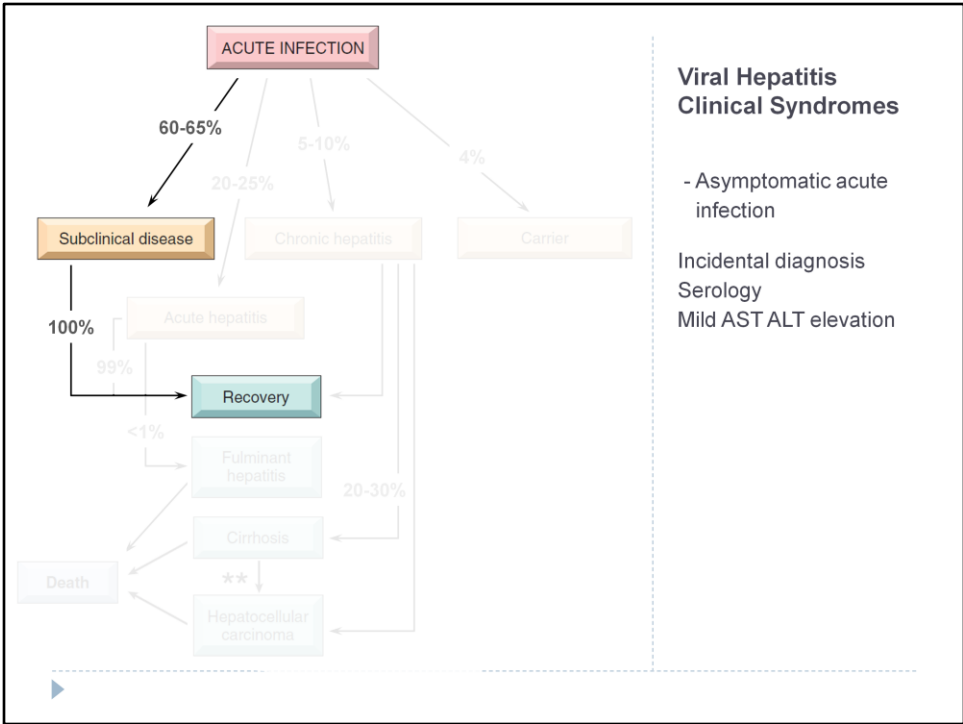 ACUTE INFECTION
60-65%
20-25%
5-10%
4%
Subclinical disease
Chronic hepatitis
Carrier
Acute hepatitis
100%
99%
Recovery
<1%
Fulminant
hepatitis
20-30%
Cirrhosis
**
Death
Hepatocellular
carcinoma
Viral Hepatitis
Clinical Syndromes
- Asymptomatic acute
infection
Incidental diagnosis
Serology
Mild AST ALT elevation